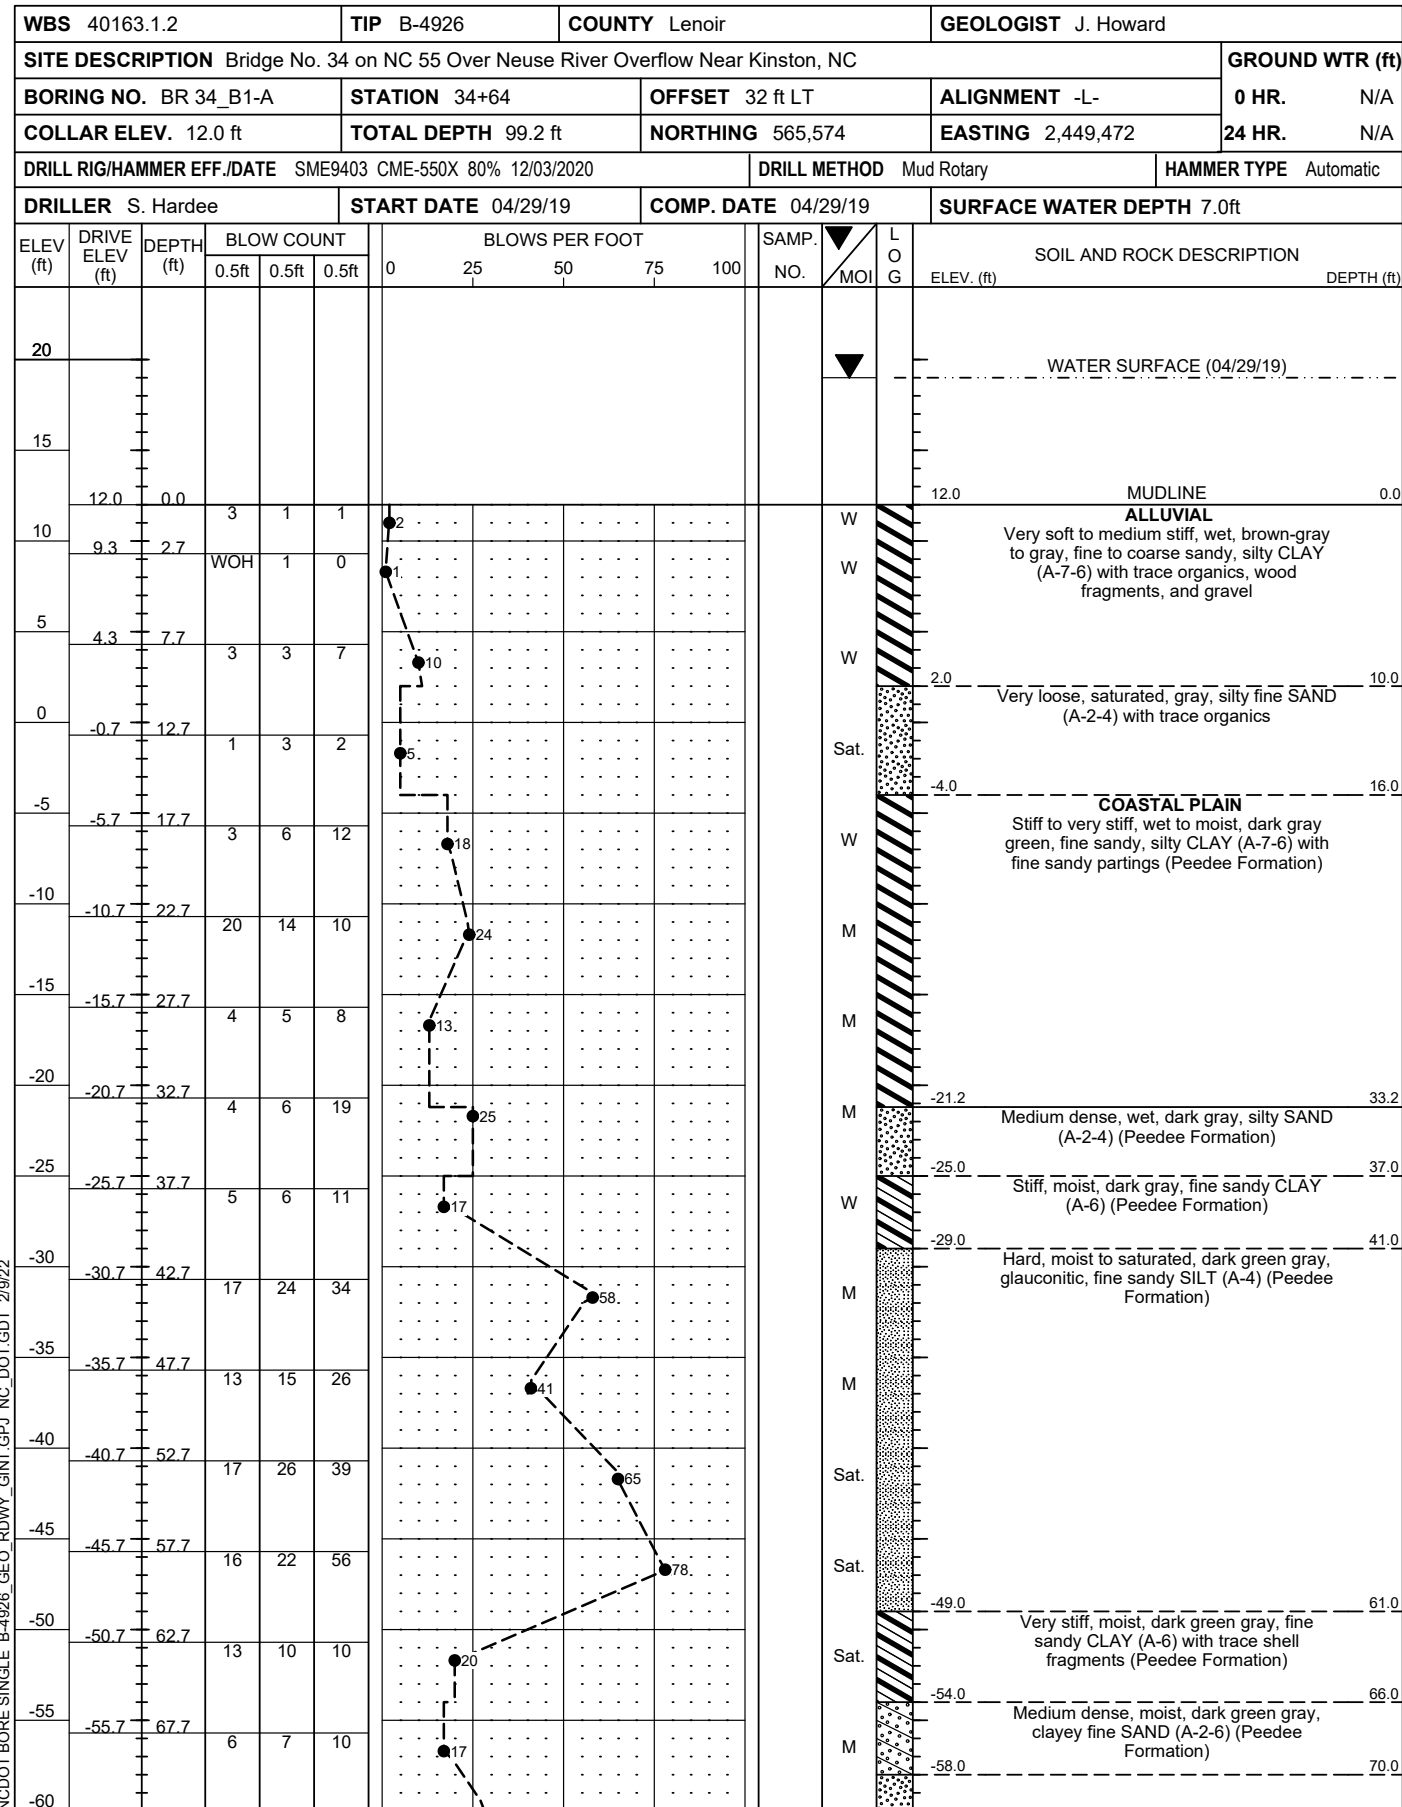 WBS 40163.1.2 TIP B-4926 COUNTY Lenoir GEOLOGIST J. Howard
SITE DESCRIPTION Bridge No. 34 on NC 55 Over Neuse River Overflow Near Kinston, NC GROUND WTR (ft)
BORING NO. BR 34_B1-A STATION 34+64 OFFSET 32 ft LT ALIGNMENT -L- 0 HR. N/A
COLLAR ELEV. 12.0 ft TOTAL DEPTH 99.2 ft NORTHING 565,574 EASTING 2,449,472 24 HR. N/A
DRILL RIG/HAMMER EFF./DATE SME9403 CME-550X 80% 12/03/2020 DRILL METHOD Mud Rotary HAMMER TYPE Automatic
DRILLER S. Hardee START DATE 04/29/19 COMP. DATE 04/29/19 SURFACE WATER DEPTH 7.0ft
ELEV (ft) DRIVE ELEV (ft) DEPTH (ft) BLOW COUNT BLOWS PER FOOT SAMP. NO. MOI LOG SOIL AND ROCK DESCRIPTION
0.5ft 0.5ft 0.5ft 0 25 50 75 100 ELEV. (ft) DEPTH (ft)
20
WATER SURFACE (04/29/19)
15
12.0 0.0 12.0 MUDLINE 0.0
3 1 1 2 W ALLUVIAL
Very soft to medium stiff, wet, brown-gray
10
to gray, fine to coarse sandy, silty CLAY
9.3 2.7
WOH 1 0 1 W (A-7-6) with trace organics, wood
fragments, and gravel
5
4.3 7.7
3 3 7 10 W
2.0 10.0
Very loose, saturated, gray, silty fine SAND
0
(A-2-4) with trace organics
-0.7 12.7
1 3 2 5 Sat.
-4.0 16.0
-5 COASTAL PLAIN
-5.7 17.7 Stiff to very stiff, wet to moist, dark gray
3 6 12 18 W green, fine sandy, silty CLAY (A-7-6) with
fine sandy partings (Peedee Formation)
-10
-10.7 22.7
20 14 10 24 M
-15
-15.7 27.7
4 5 8 13 M
-20
-20.7 32.7
-21.2 33.2
4 6 19 25 M Medium dense, wet, dark gray, silty SAND
(A-2-4) (Peedee Formation)
-25 -25.0 37.0
-25.7 37.7 Stiff, moist, dark gray, fine sandy CLAY
5 6 11 17 W (A-6) (Peedee Formation)
-29.0 41.0
-30 Hard, moist to saturated, dark green gray,
-30.7 42.7 glauconitic, fine sandy SILT (A-4) (Peedee
17 24 34 58 M Formation)
-35
-35.7 47.7
13 15 26 41 M
-40
-40.7 52.7
17 26 39 65 Sat.
-45
-45.7 57.7
16 22 56 78 Sat.
-49.0 61.0
-50 Very stiff, moist, dark green gray, fine
-50.7 62.7 sandy CLAY (A-6) with trace shell
13 10 10 20 Sat. fragments (Peedee Formation)
-54.0 66.0
-55 Medium dense, moist, dark green gray,
-55.7 67.7 clayey fine SAND (A-2-6) (Peedee
6 7 10 17 M Formation)
-58.0 70.0
-60
NCDOT BORE SINGLE B-4926_GEO_RDWY_GINT.GPJ NC_DOT.GDT 2/9/22